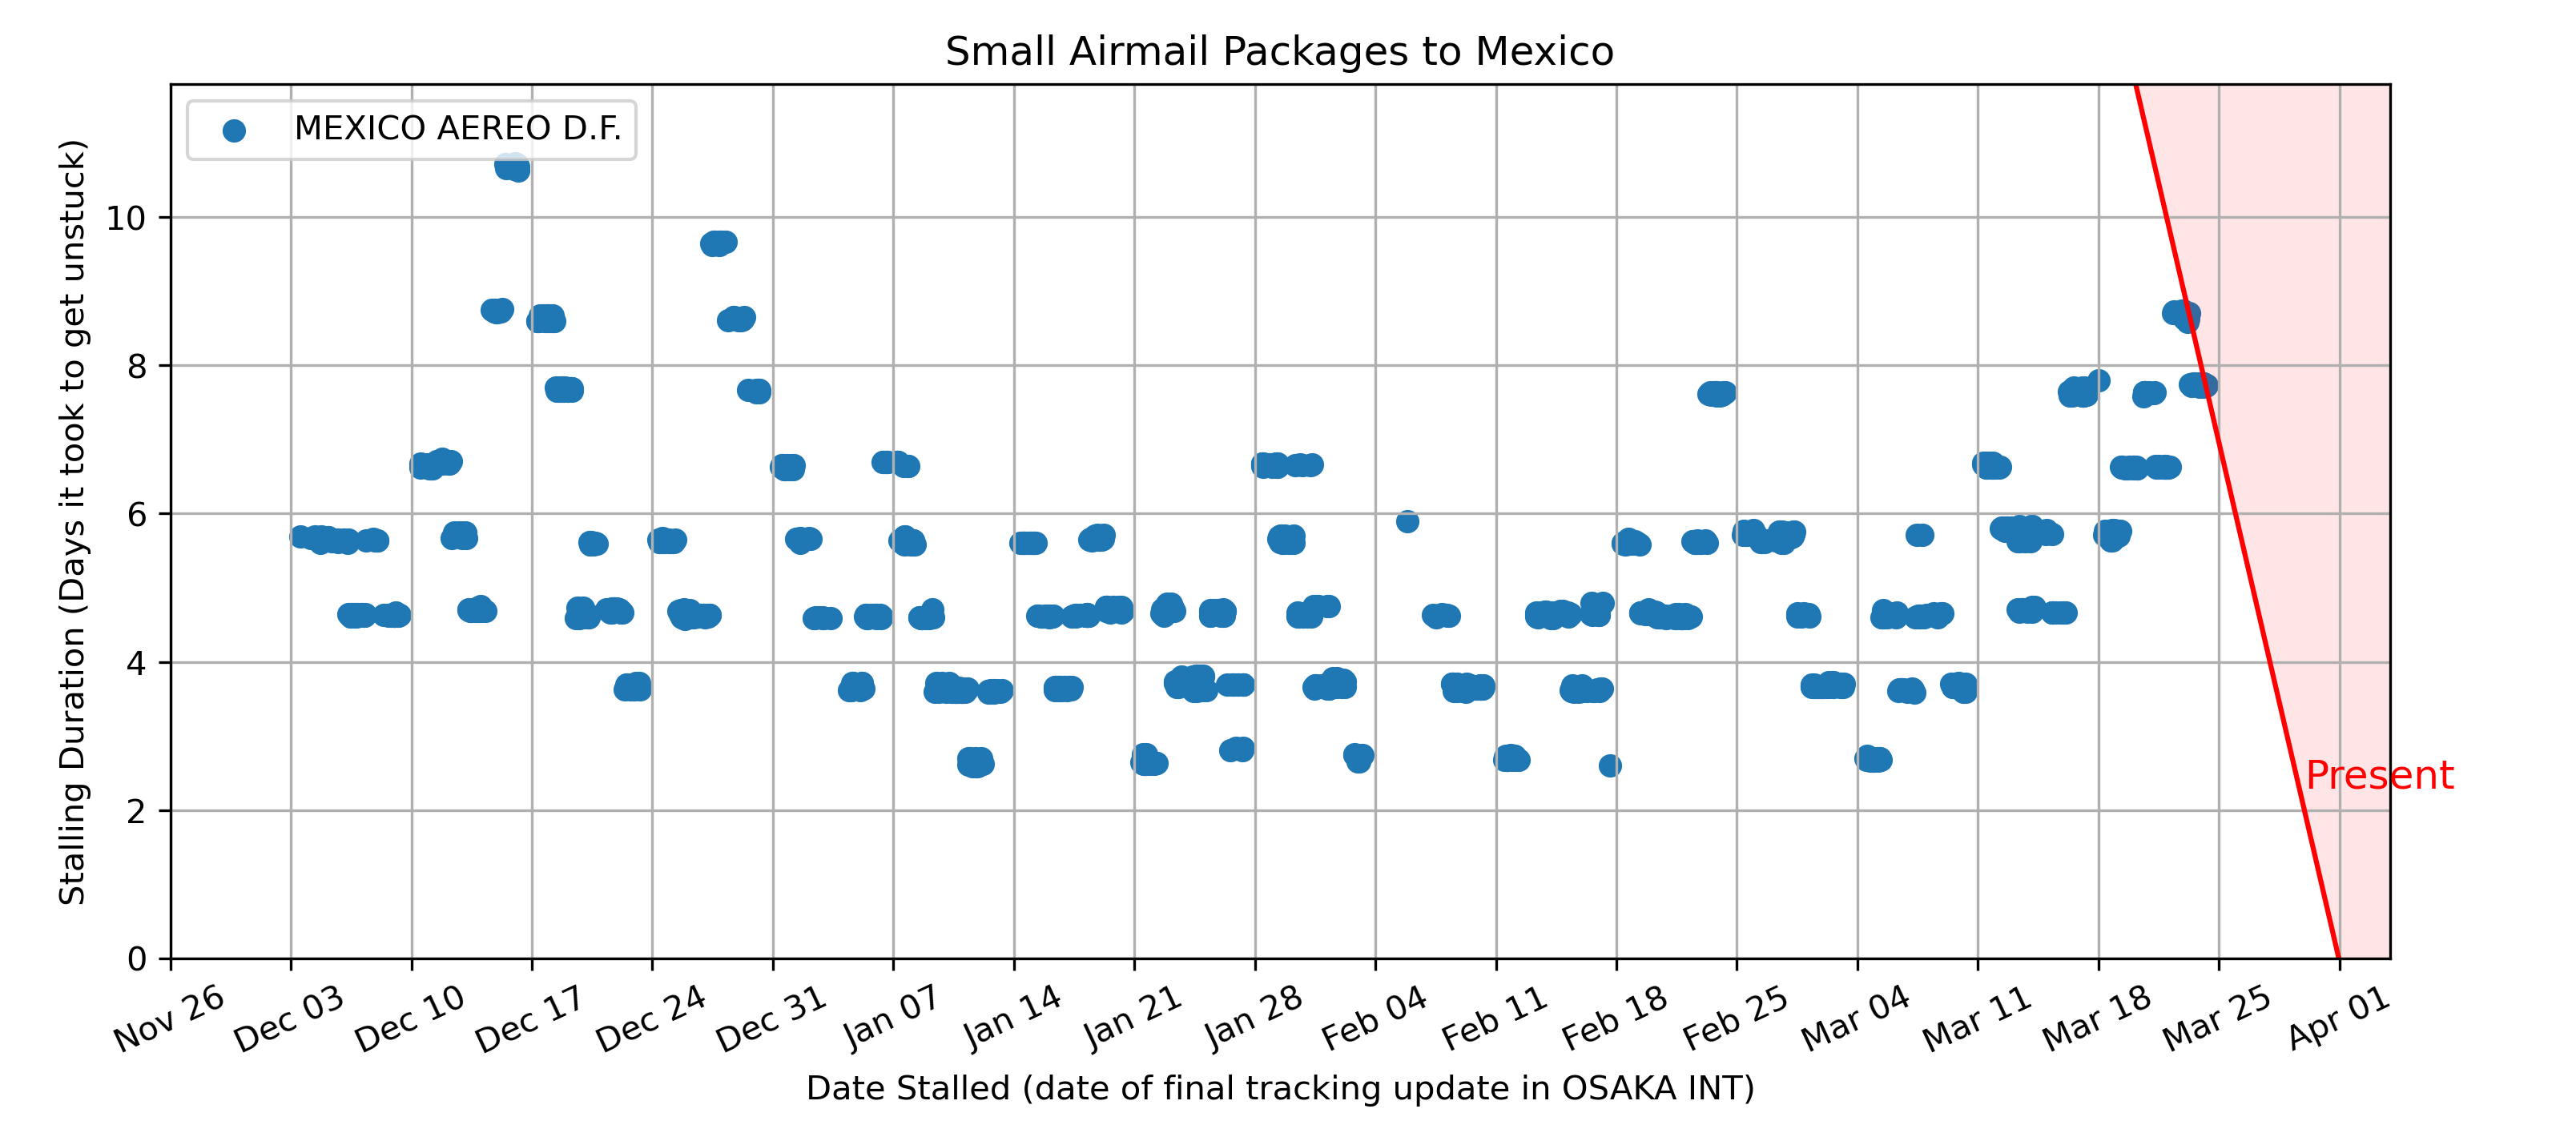 Small Airmail Packages to Mexico
MEXICO AEREO D.F.
Stalling Duration (Days it took to get unstuck)
10
8
6
4
2
0
Present
Nov 26
Dec 03
Dec 10
Dec 17
Dec 24
Dec 31
Jan 07
Jan 14
Jan 21
Jan 28
Feb 04
Feb 11
Feb 18
Feb 25
Mar 04
Mar 11
Mar 18
Mar 25
Apr 01
Date Stalled (date of final tracking update in OSAKA INT)